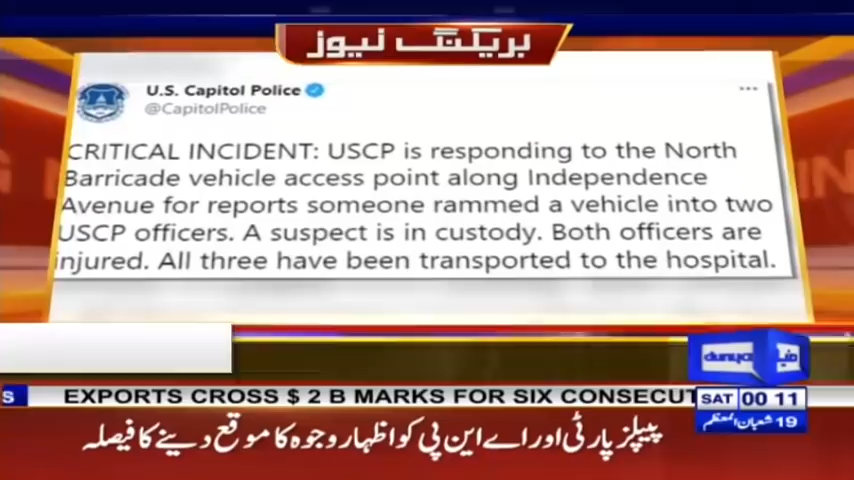 بریکنگ نیوز
U.S. Capitol Police
@CapitolPolice
CRITICAL INCIDENT: USCP is responding to the North
Barricade vehicle access point along Independence
Avenue for reports someone rammed a vehicle into two
USCP officers. A suspect is in custody. Both officers are
injured. All three have been transported to the hospital.
dunya دنیا
S EXPORTS CROSS $ 2 B MARKS FOR SIX CONSECUT
SAT 00 11
19 شعبان المعظم
پیپلز پارٹی اور اے این پی کو اظہار وجوہ کا موقع دینے کا فیصلہ